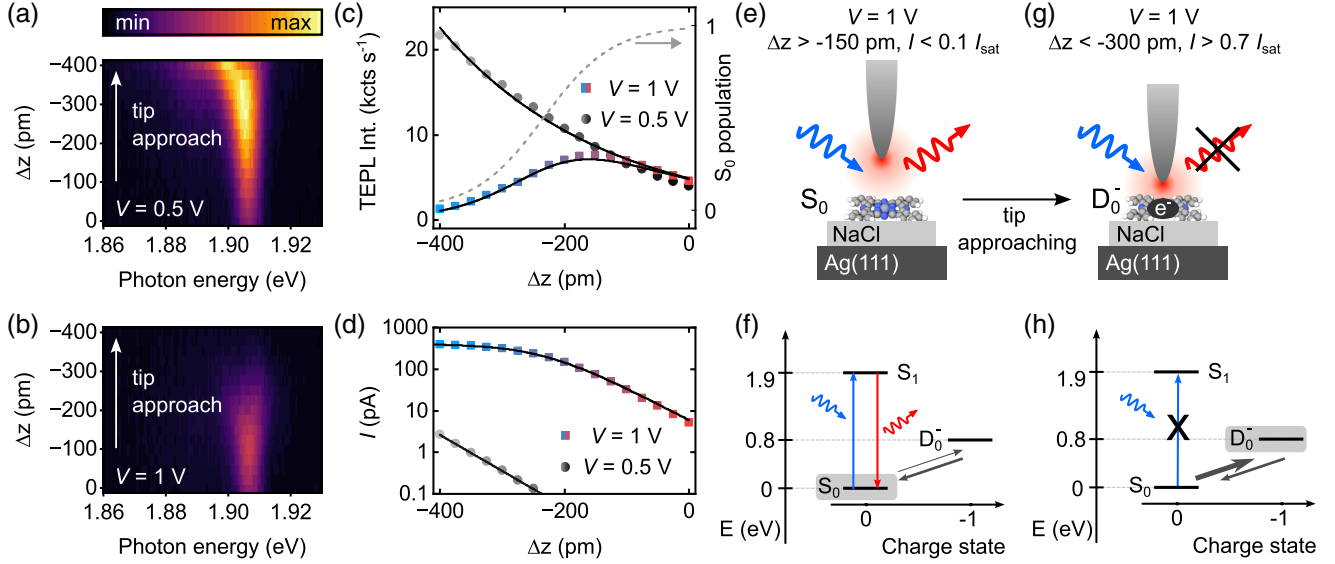 (a)
min
max
Δz (pm)
−400
−300
−200
−100
0
tip
approach
V = 0.5 V
1.86
1.90
1.92
Photon energy (eV)
(b)
Δz (pm)
−400
−300
−200
−100
0
tip
approach
V = 1 V
1.86
1.90
1.92
Photon energy (eV)
(c)
TEPL Int. (kcts s⁻¹)
20
10
0
V = 1 V
V = 0.5 V
1
0
S₀ population
−400
−200
0
Δz (pm)
(d)
I (pA)
1000
100
10
1
0.1
V = 1 V
V = 0.5 V
−400
−200
0
Δz (pm)
(e)
V = 1 V
Δz > -150 pm, I < 0.1 Isat
S₀
NaCl
Ag(111)
tip
approaching
(g)
V = 1 V
Δz < -300 pm, I > 0.7 Isat
D₀⁻
e⁻
NaCl
Ag(111)
(f)
1.9
0.8
0
E (eV)
S₁
D₀⁻
S₀
0
-1
Charge state
(h)
1.9
0.8
0
E (eV)
S₁
X
D₀⁻
S₀
0
-1
Charge state